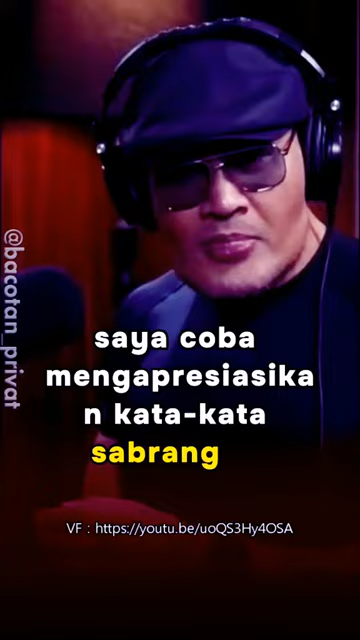 @bacotan_privat
saya coba
mengapresiasika
n kata-kata
sabrang
VF : https://youtu.be/uoQS3Hy4OSA